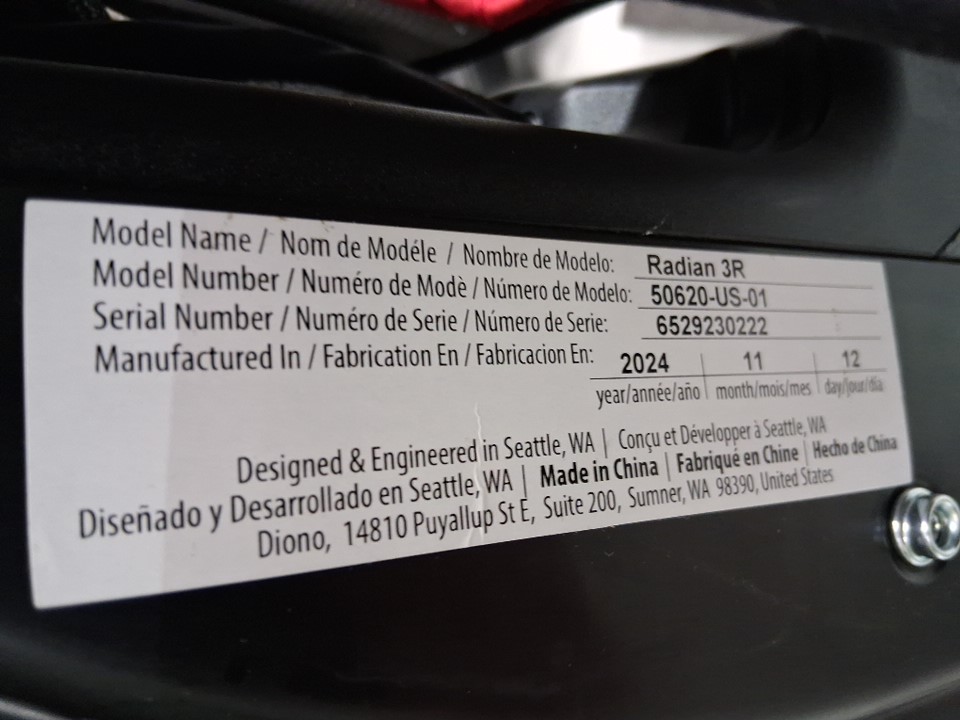 Model Name / Nom de Modéle / Nombre de Modelo: Radian 3R
Model Number / Numéro de Modè / Número de Modelo: 50620-US-01
Serial Number / Numéro de Serie / Número de Serie: 6529230222
Manufactured In / Fabrication En / Fabricacion En: 2024 | 11 | 12
year/année/año | month/mois/mes | day/jour/día
Designed & Engineered in Seattle, WA | Conçu et Développer à Seattle, WA
Diseñado y Desarrollado en Seattle, WA | Made in China | Fabriqué en Chine | Hecho de China
Diono, 14810 Puyallup St E, Suite 200, Sumner, WA 98390, United States